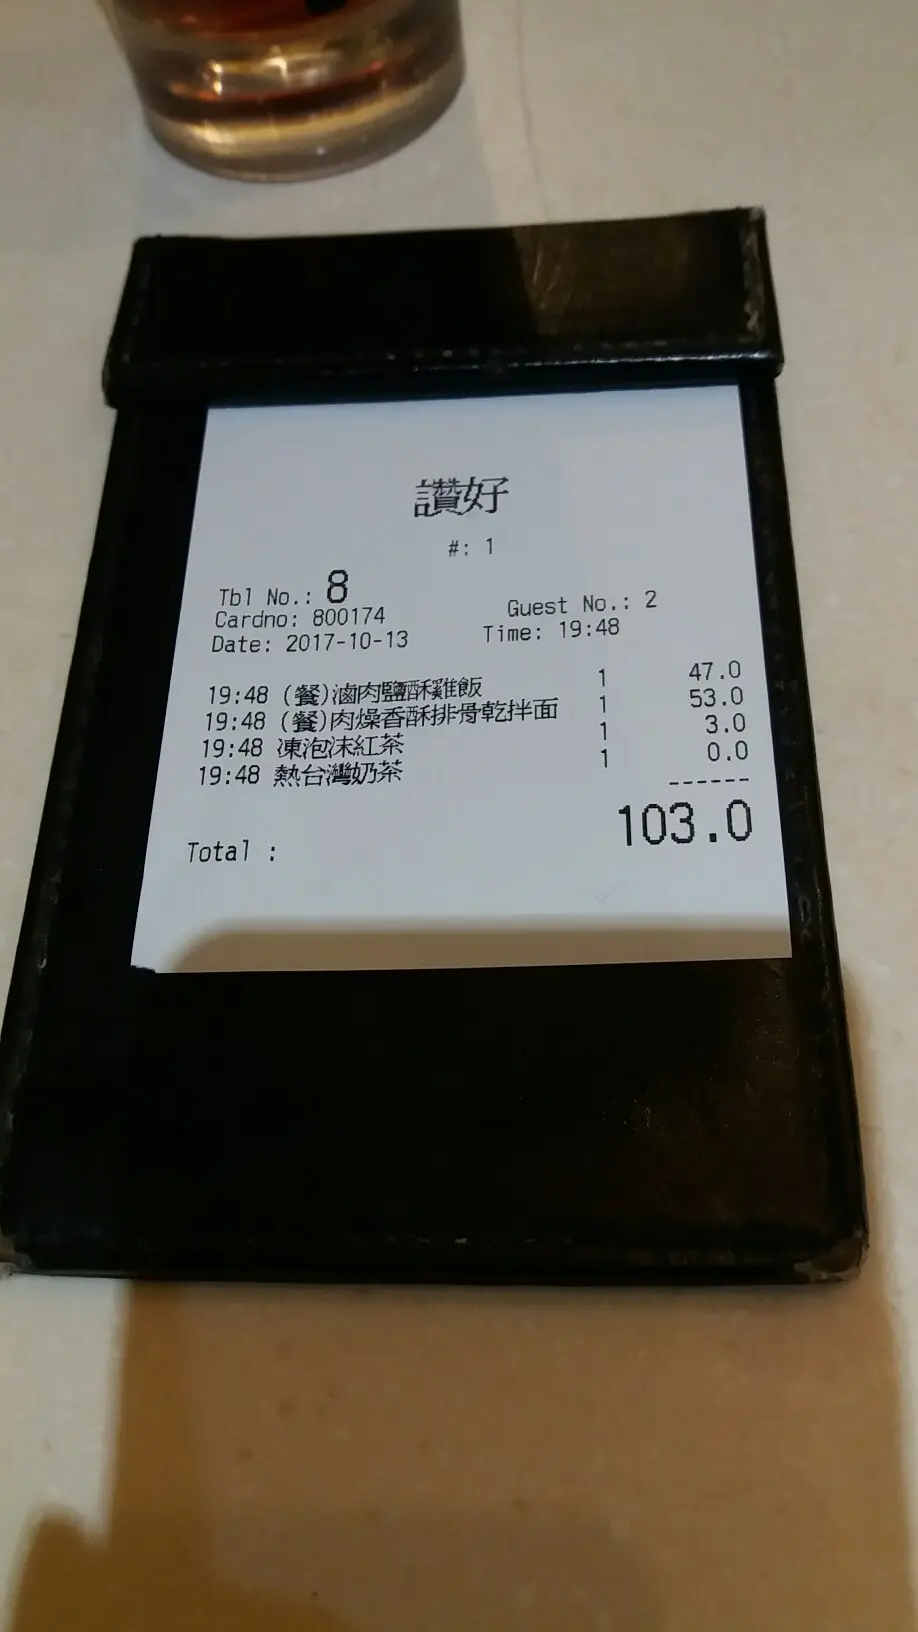 讚好
#: 1
Tbl No.: 8
Guest No.: 2
Cardno: 800174
Date: 2017-10-13 Time: 19:48
19:48 (餐)滷肉鹽酥雞飯 1 47.0
19:48 (餐)肉燥香酥排骨乾拌面 1 53.0
19:48 凍泡沫紅茶 1 3.0
19:48 熱台灣奶茶 1 0.0
------
Total : 103.0